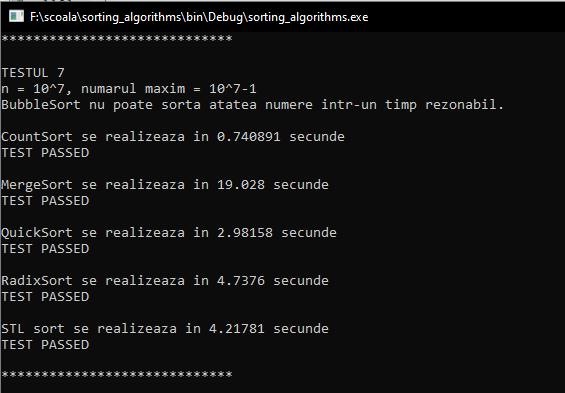 F:\scoala\sorting_algorithms\bin\Debug\sorting_algorithms.exe
*****************************
TESTUL 7
n = 10^7, numarul maxim = 10^7-1
BubbleSort nu poate sorta atatea numere intr-un timp rezonabil.
CountSort se realizeaza in 0.740891 secunde
TEST PASSED
MergeSort se realizeaza in 19.028 secunde
TEST PASSED
QuickSort se realizeaza in 2.98158 secunde
TEST PASSED
RadixSort se realizeaza in 4.7376 secunde
TEST PASSED
STL sort se realizeaza in 4.21781 secunde
TEST PASSED
*****************************